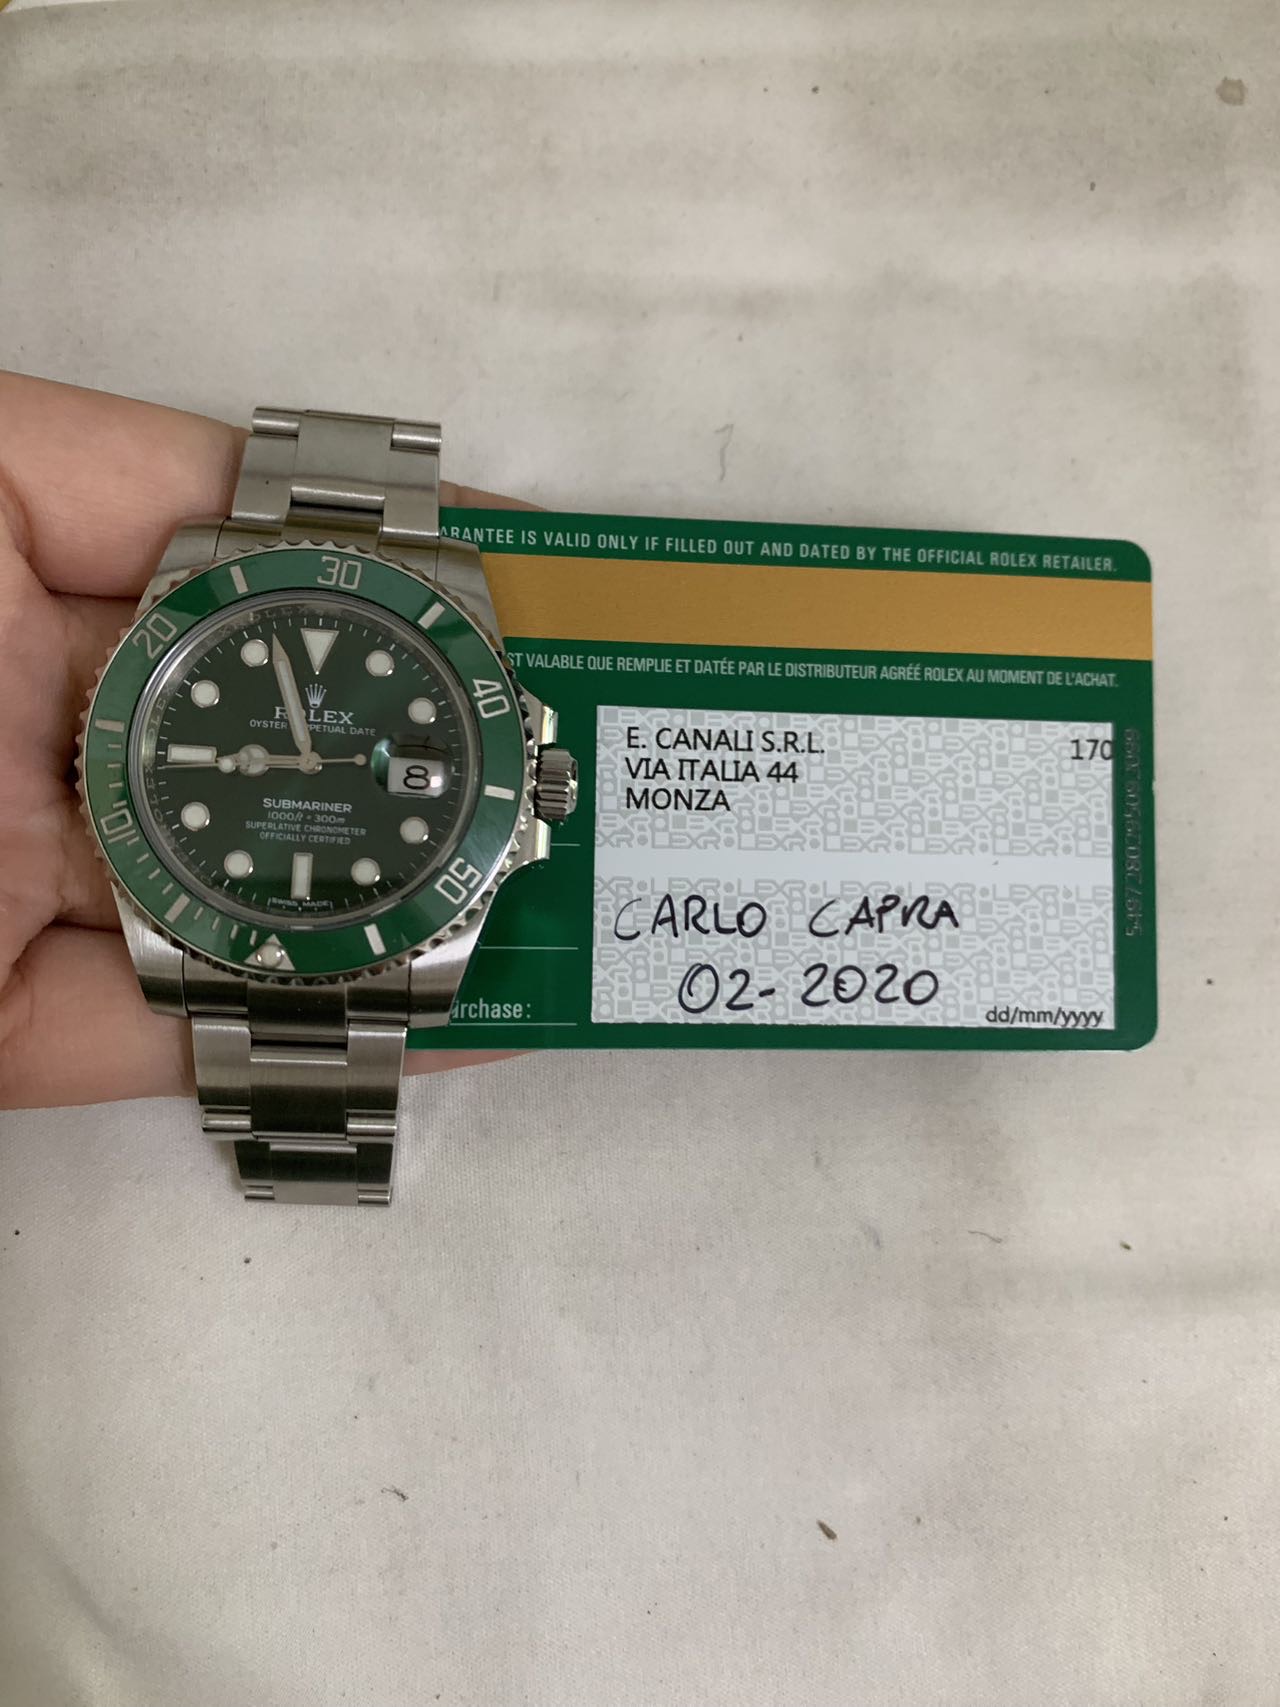 30
20
40
10
50
ROLEX
OYSTER PERPETUAL DATE
8
SUBMARINER
1000ft = 300m
SUPERLATIVE CHRONOMETER
OFFICIALLY CERTIFIED
SWISS MADE
ARANTEE IS VALID ONLY IF FILLED OUT AND DATED BY THE OFFICIAL ROLEX RETAILER.
ST VALABLE QUE REMPLIE ET DATÉE PAR LE DISTRIBUTEUR AGRÉÉ ROLEX AU MOMENT DE L'ACHAT.
E. CANALI S.R.L. 170
VIA ITALIA 44
MONZA
CARLO CAPRA
02-2020
urchase:
dd/mm/yyyy